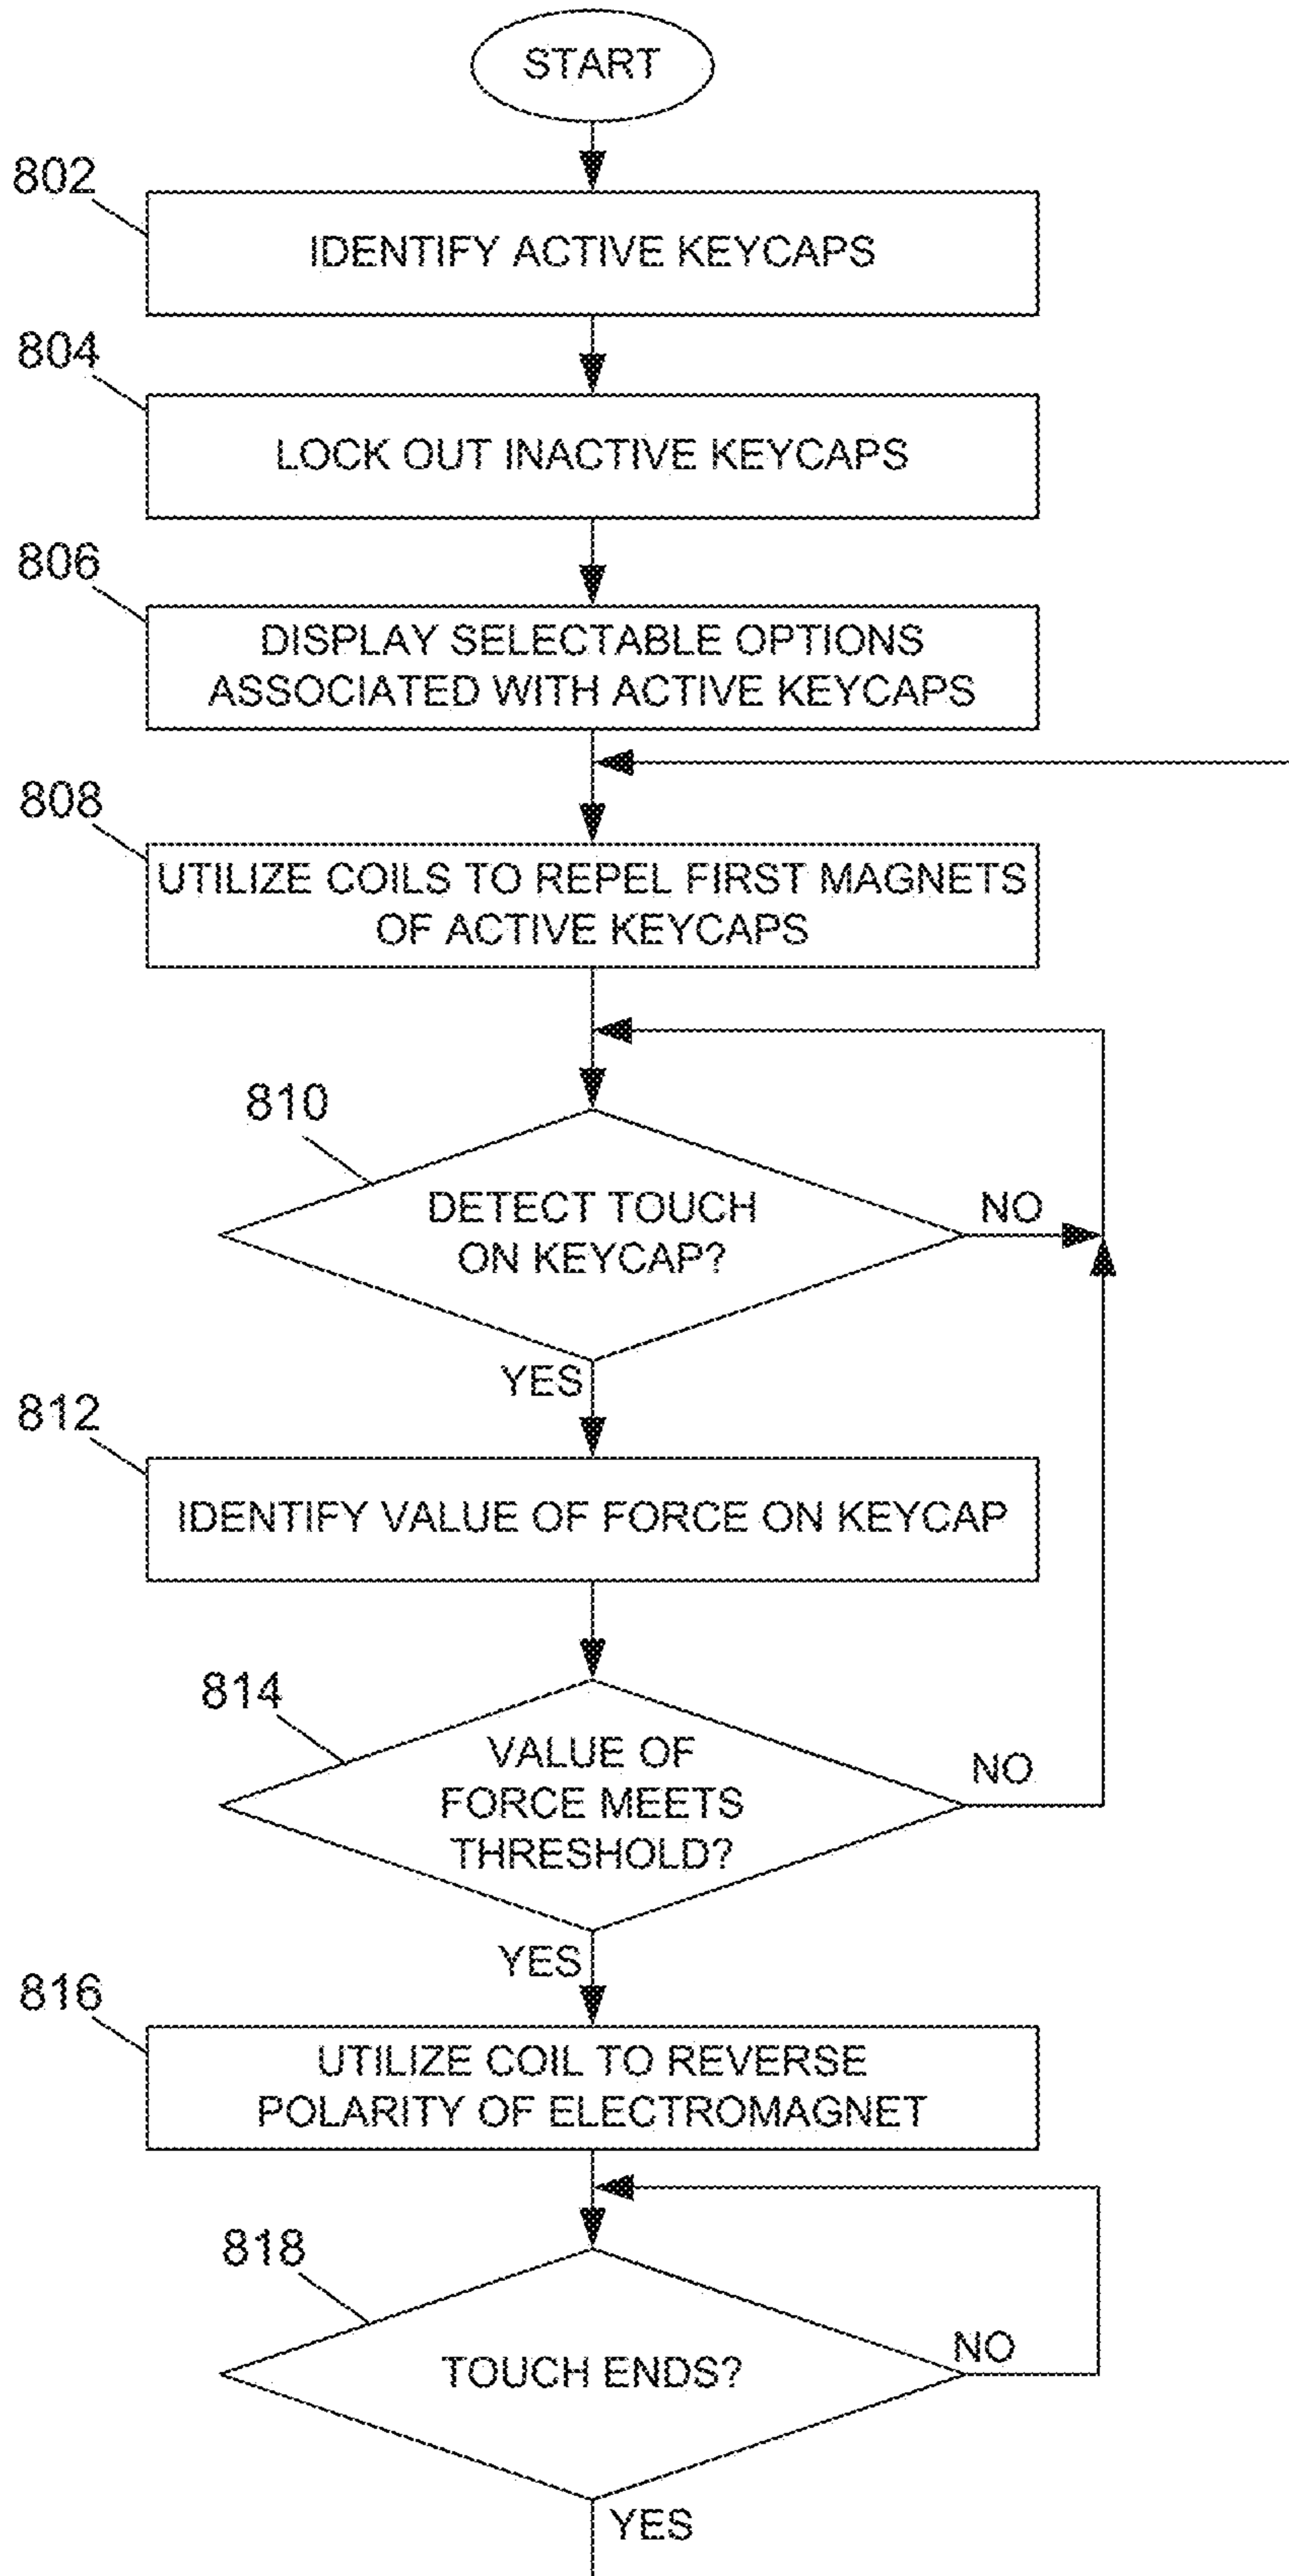 START
802
IDENTIFY ACTIVE KEYCAPS
804
LOCK OUT INACTIVE KEYCAPS
806
DISPLAY SELECTABLE OPTIONS
ASSOCIATED WITH ACTIVE KEYCAPS
808
UTILIZE COILS TO REPEL FIRST MAGNETS
OF ACTIVE KEYCAPS
810
DETECT TOUCH
ON KEYCAP?
NO
YES
812
IDENTIFY VALUE OF FORCE ON KEYCAP
814
VALUE OF
FORCE MEETS
THRESHOLD?
NO
YES
816
UTILIZE COIL TO REVERSE
POLARITY OF ELECTROMAGNET
818
TOUCH ENDS?
NO
YES